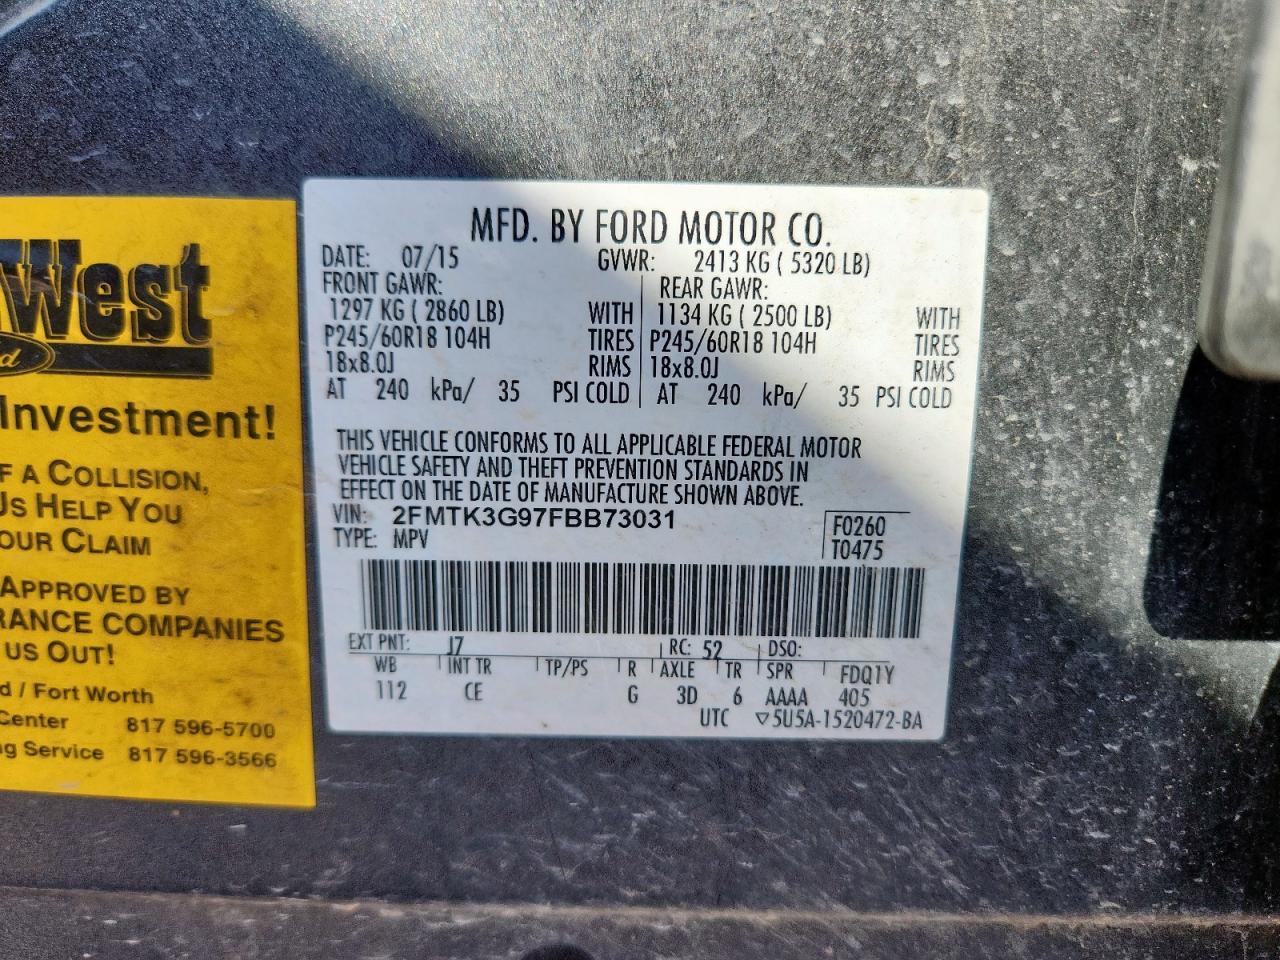 West
d
Investment!
F A COLLISION,
US HELP YOU
OUR CLAIM
APPROVED BY
RANCE COMPANIES
US OUT!
d / Fort Worth
Center 817 596-5700
ng Service 817 596-3566
MFD. BY FORD MOTOR CO.
DATE: 07/15 GVWR: 2413 KG ( 5320 LB)
FRONT GAWR: REAR GAWR:
1297 KG ( 2860 LB) WITH 1134 KG ( 2500 LB) WITH
P245/60R18 104H TIRES P245/60R18 104H TIRES
18x8.0J RIMS 18x8.0J RIMS
AT 240 kPa/ 35 PSI COLD AT 240 kPa/ 35 PSI COLD
THIS VEHICLE CONFORMS TO ALL APPLICABLE FEDERAL MOTOR
VEHICLE SAFETY AND THEFT PREVENTION STANDARDS IN
EFFECT ON THE DATE OF MANUFACTURE SHOWN ABOVE.
VIN: 2FMTK3G97FBB73031 F0260
TYPE: MPV T0475
EXT PNT: J7 RC: 52 DSO:
WB INT TR TP/PS R AXLE TR SPR FDQ1Y
112 CE G 3D 6 AAAA 405
UTC ▽5U5A-1520472-BA